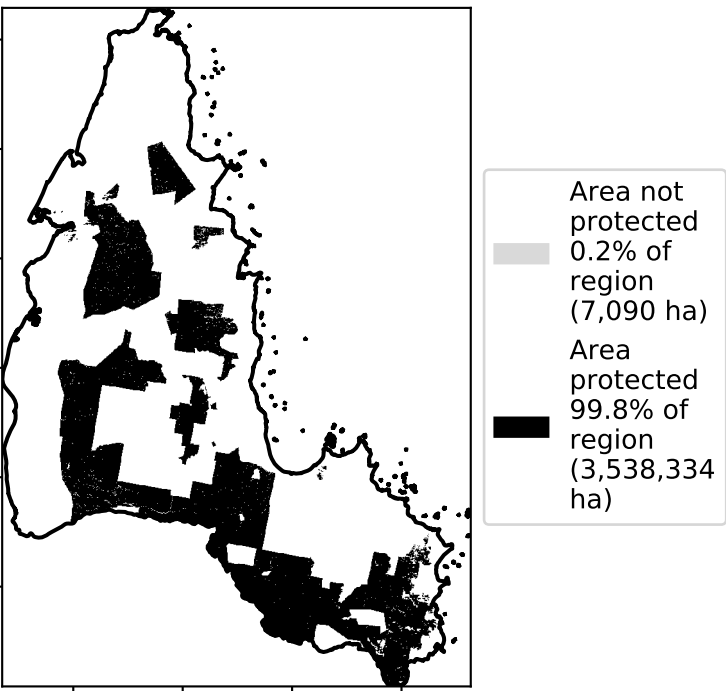 Area not
protected
0.2% of
region
(7,090 ha)
Area
protected
99.8% of
region
(3,538,334
ha)